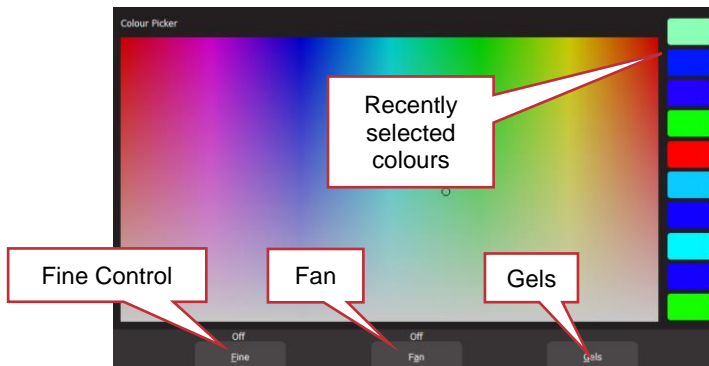 Colour Picker
Recently
selected
colours
Fine Control
Fan
Gels
Off
Off
Fine
Fan
Gels